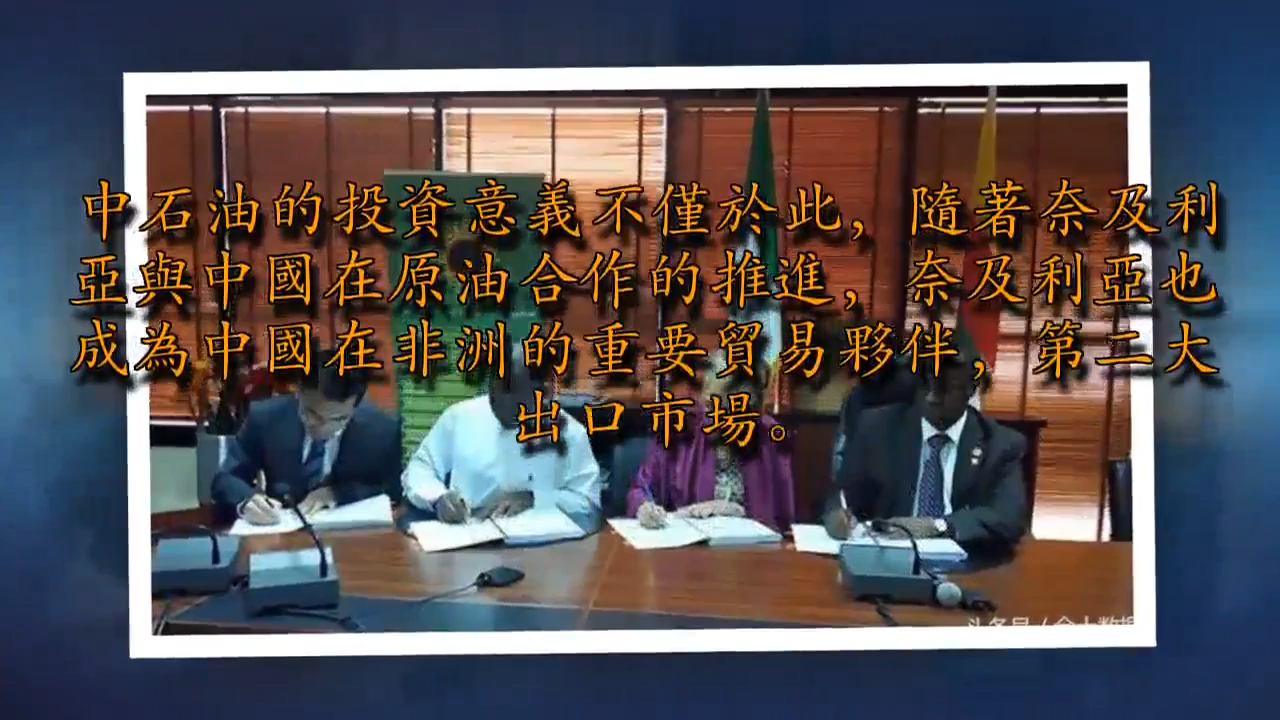 中石油的投資意義不僅於此，隨著奈及利
亞與中國在原油合作的推進，奈及利亞也
成為中國在非洲的重要貿易夥伴，第二大
出口市場。